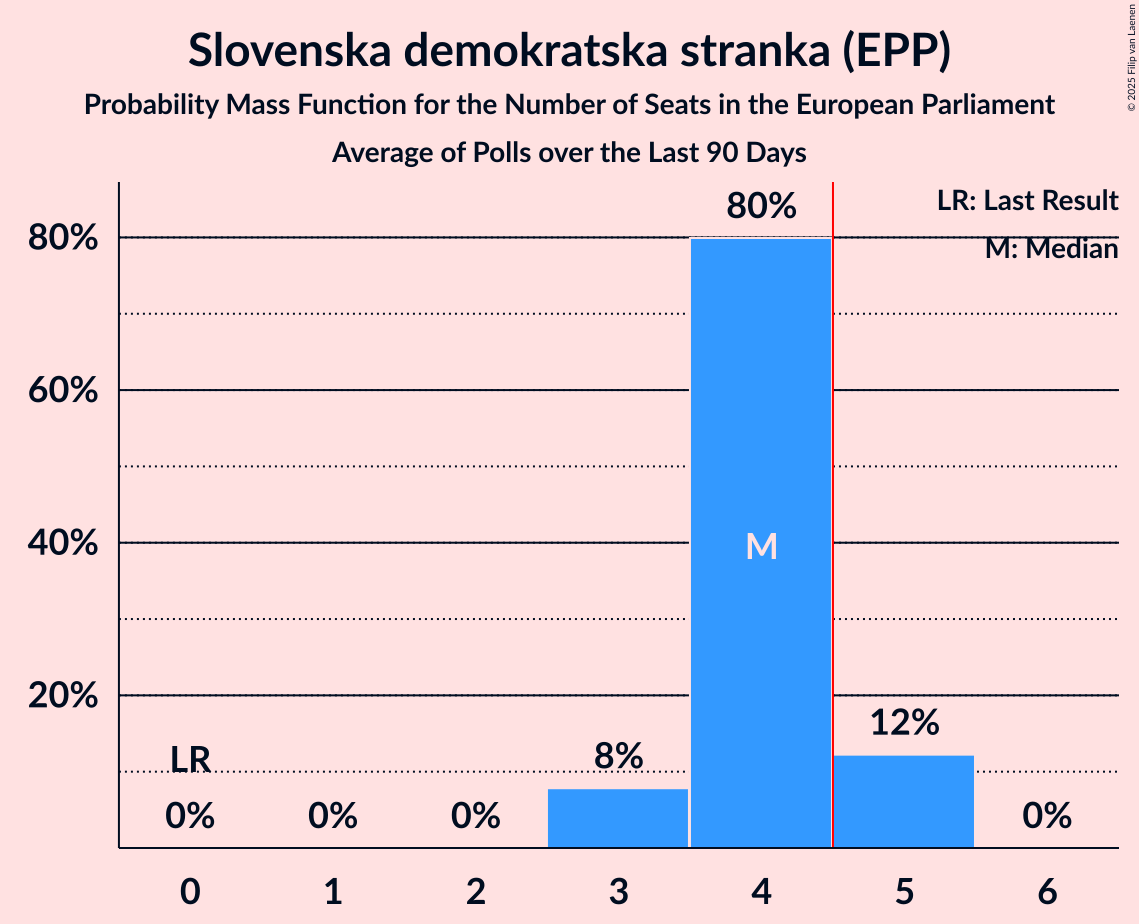 Slovenska demokratska stranka (EPP)
Probability Mass Function for the Number of Seats in the European Parliament
Average of Polls over the Last 90 Days
© 2025 Filip van Laenen
LR: Last Result
M: Median
80%
60%
40%
20%
LR
0%
0%
0%
8%
80%
M
12%
0%
0
1
2
3
4
5
6